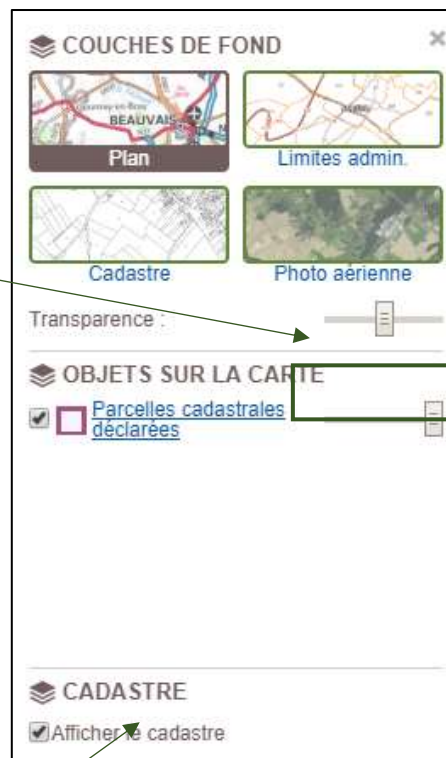 COUCHES DE FOND
×
BEAUVAIS
Plan
Limites admin.
Cadastre
Photo aérienne
Transparence :
OBJETS SUR LA CARTE
Parcelles cadastrales
déclarées
CADASTRE
Afficher le cadastre